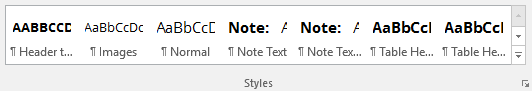 AABBCCD AaBbCcDc AaBbCcD Note: A Note: A AaBbCcI AaBbCcI
¶ Header t... ¶ Images ¶ Normal ¶ Note Text ¶ Note Tex... ¶ Table He... ¶ Table He...
Styles